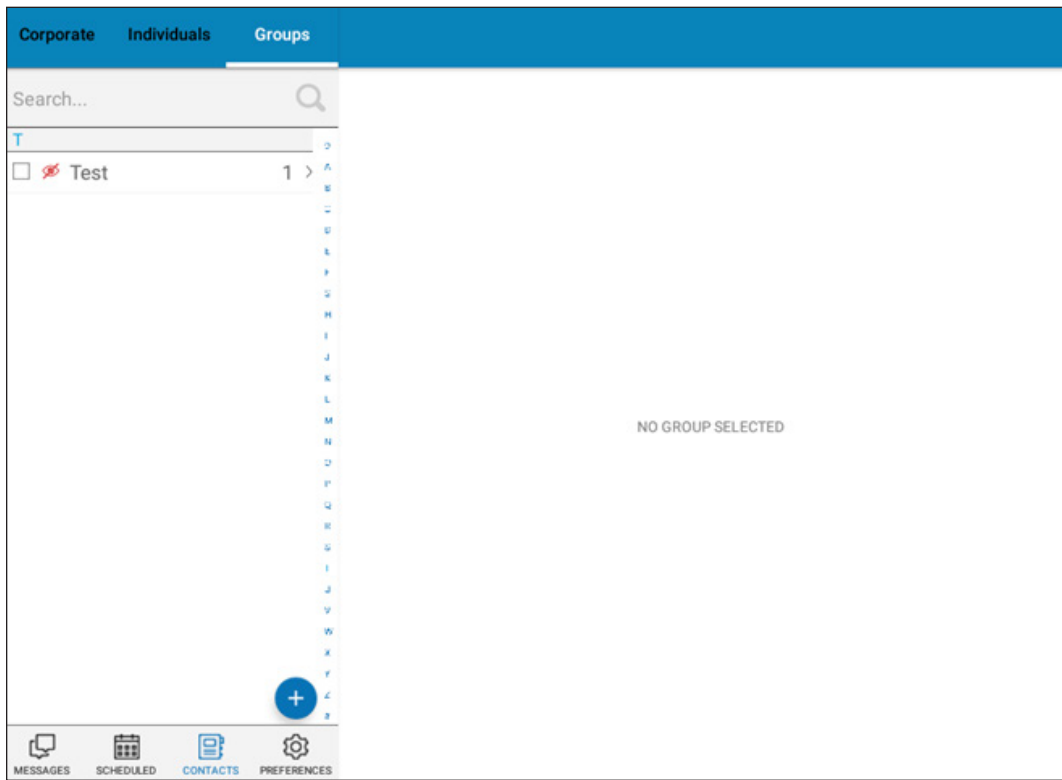 Corporate Individuals Groups
Search...
T
Test 1 >
H
I
J
K
L
M
N
P
Q
V
W
X
NO GROUP SELECTED
+
MESSAGES SCHEDULED CONTACTS PREFERENCES